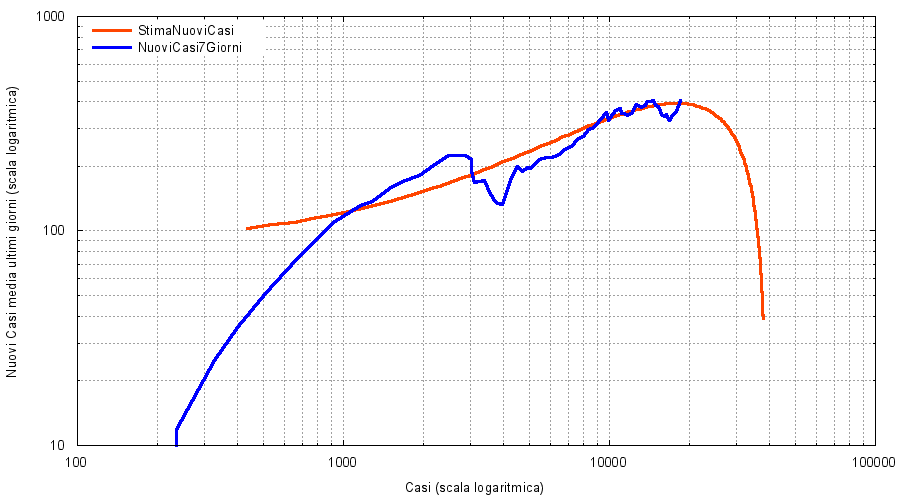 1000
StimaNuoviCasi
NuoviCasi7Giorni
Nuovi Casi media ultimi giorni (scala logaritmica)
100
10
100
1000
10000
100000
Casi (scala logaritmica)